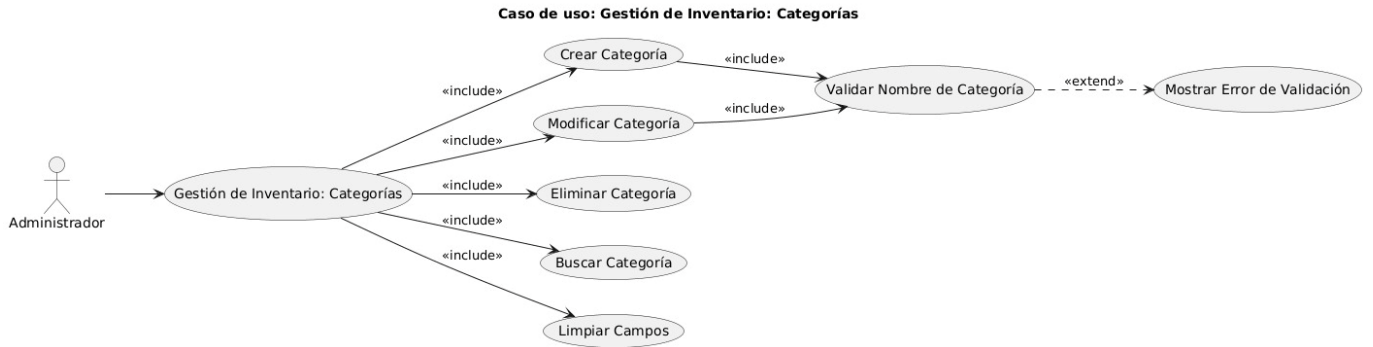 Caso de uso: Gestión de Inventario: Categorías
Crear Categoría
«include»
«include»
Validar Nombre de Categoría
«extend»
Mostrar Error de Validación
«include»
Modificar Categoría
«include»
Administrador
Gestión de Inventario: Categorías
«include»
Eliminar Categoría
«include»
Buscar Categoría
«include»
Limpiar Campos